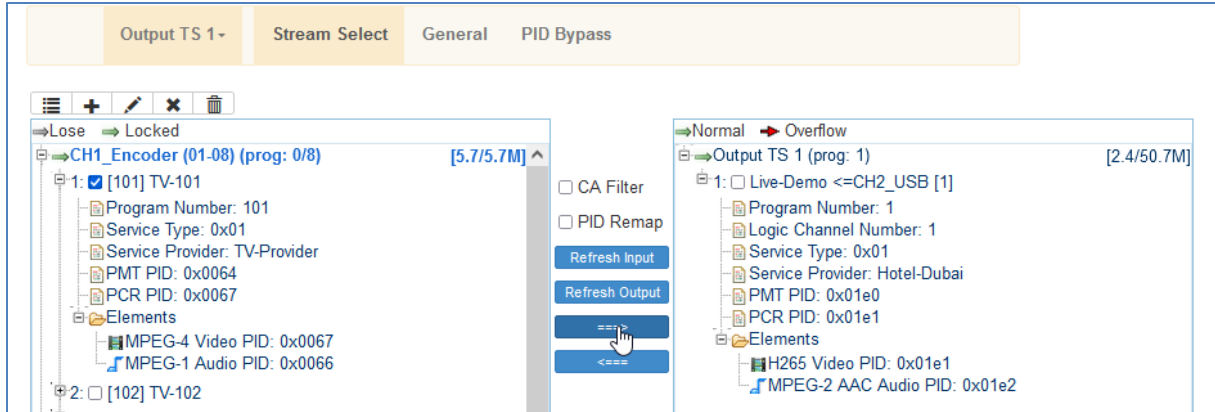 Output TS 1 Stream Select General PID Bypass
⇒Lose ⇒ Locked
⇒CH1_Encoder (01-08) (prog: 0/8) [5.7/5.7M]
1: [101] TV-101
Program Number: 101
Service Type: 0x01
Service Provider: TV-Provider
PMT PID: 0x0064
PCR PID: 0x0067
Elements
MPEG-4 Video PID: 0x0067
MPEG-1 Audio PID: 0x0066
2: [102] TV-102
CA Filter
PID Remap
Refresh Input
Refresh Output
===>
<===
⇒Normal ➔ Overflow
⇒Output TS 1 (prog: 1) [2.4/50.7M]
1: Live-Demo <=CH2_USB [1]
Program Number: 1
Logic Channel Number: 1
Service Type: 0x01
Service Provider: Hotel-Dubai
PMT PID: 0x01e0
PCR PID: 0x01e1
Elements
H265 Video PID: 0x01e1
MPEG-2 AAC Audio PID: 0x01e2